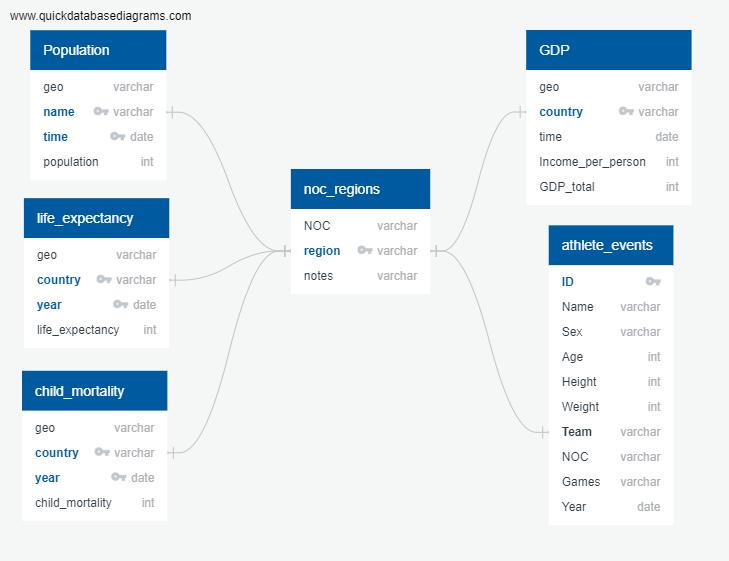 www.quickdatabasediagrams.com
Population
geo varchar
name varchar
time date
population int
life_expectancy
geo varchar
country varchar
year date
life_expectancy int
child_mortality
geo varchar
country varchar
year date
child_mortality int
noc_regions
NOC varchar
region varchar
notes varchar
GDP
geo varchar
country varchar
time date
Income_per_person int
GDP_total int
athlete_events
ID
Name varchar
Sex varchar
Age int
Height int
Weight int
Team varchar
NOC varchar
Games varchar
Year date